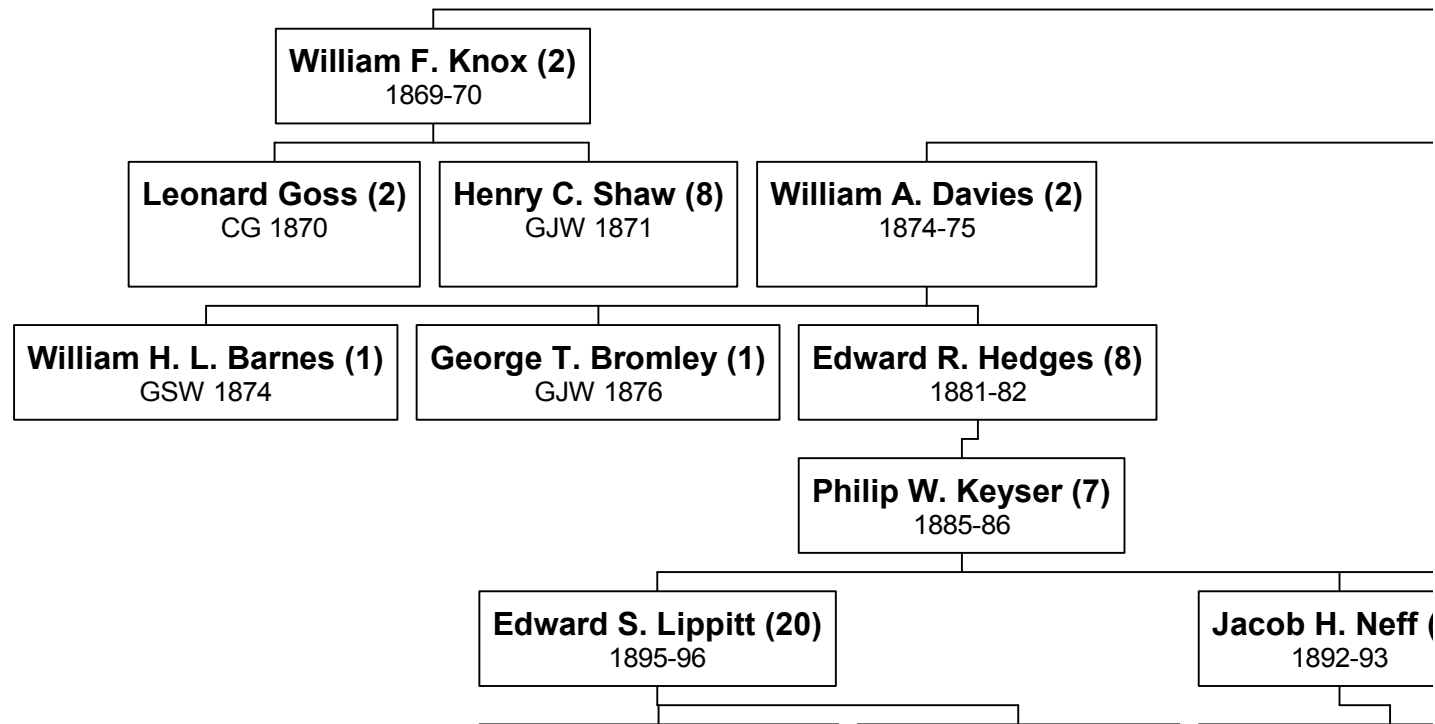 William F. Knox (2)
1869-70
Leonard Goss (2)
CG 1870
Henry C. Shaw (8)
GJW 1871
William A. Davies (2)
1874-75
William H. L. Barnes (1)
GSW 1874
George T. Bromley (1)
GJW 1876
Edward R. Hedges (8)
1881-82
Philip W. Keyser (7)
1885-86
Edward S. Lippitt (20)
1895-96
Jacob H. Neff (
1892-93